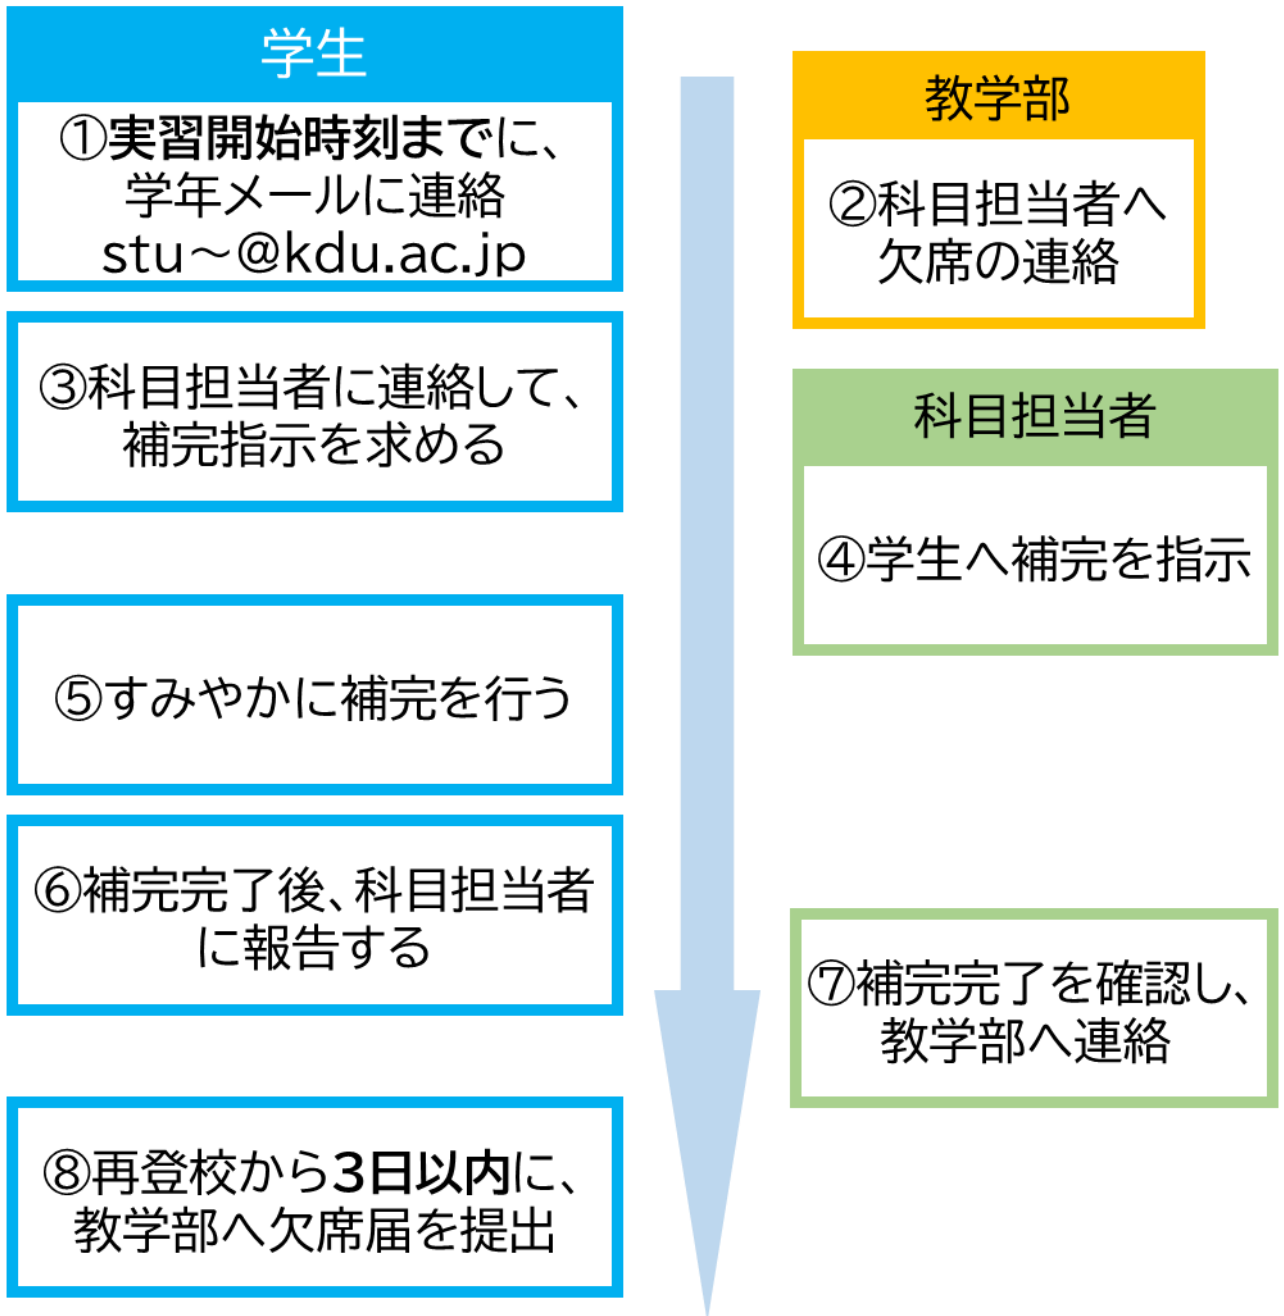 学生
①実習開始時刻までに、
学年メールに連絡
stu～@kdu.ac.jp
教学部
②科目担当者へ
欠席の連絡
③科目担当者に連絡して、
補完指示を求める
科目担当者
④学生へ補完を指示
⑤すみやかに補完を行う
⑥補完完了後、科目担当者
に報告する
⑦補完完了を確認し、
教学部へ連絡
⑧再登校から3日以内に、
教学部へ欠席届を提出